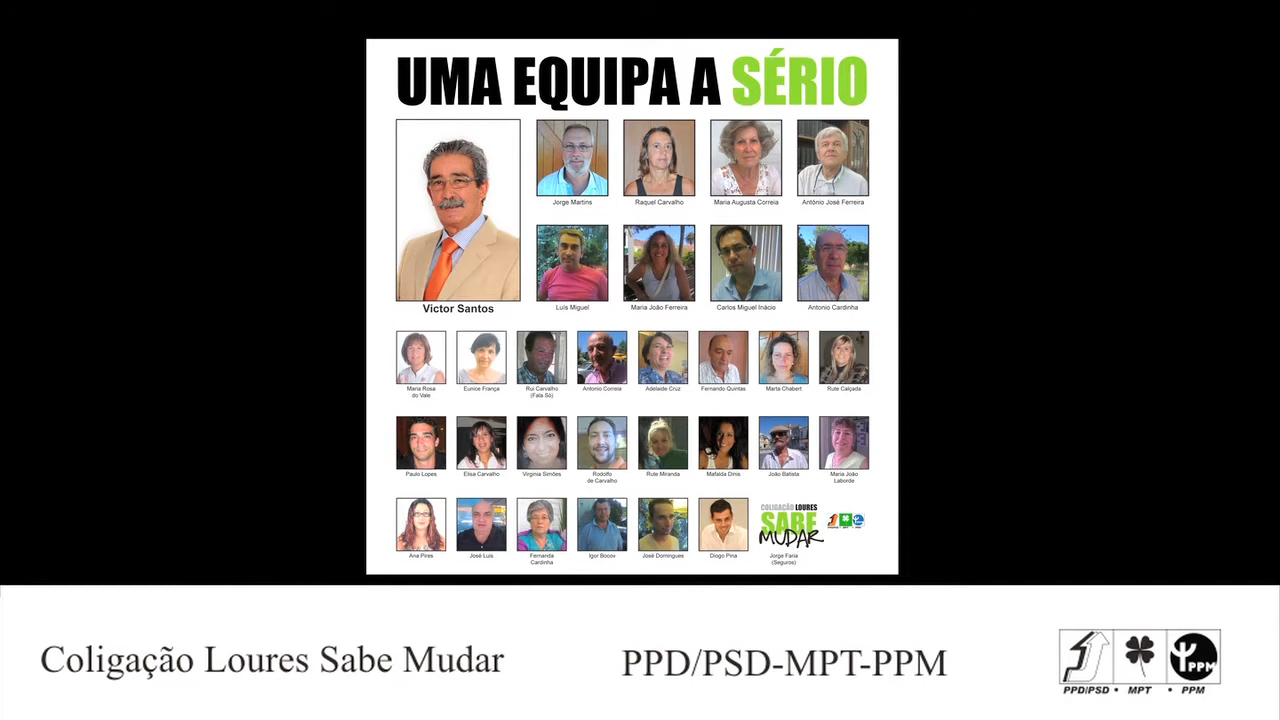 UMA EQUIPA A SÉRIO
Victor Santos
Jorge Martins
Raquel Carvalho
Maria Augusta Correia
António José Ferreira
Luís Miguel
Maria João Ferreira
Carlos Miguel Inácio
Antonio Cardinha
Maria Rosa
do Vale
Eunice França
Rui Carvalho
(Fala Só)
Antonio Correia
Adelaide Cruz
Fernando Quintas
Marta Chabert
Rute Calçada
Paulo Lopes
Elisa Carvalho
Virginia Simões
Rodolfo
de Carvalho
Rute Miranda
Mafalda Dinis
João Batista
Maria João
Laborde
Ana Pires
José Luis
Fernanda
Cardinha
Igor Bocov
José Domingues
Diogo Pina
COLIGAÇÃO LOURES
SABE
MUDAR
Jorge Faria
(Seguros)
Coligação Loures Sabe Mudar
PPD/PSD-MPT-PPM
PPM
PPD/PSD • MPT • PPM